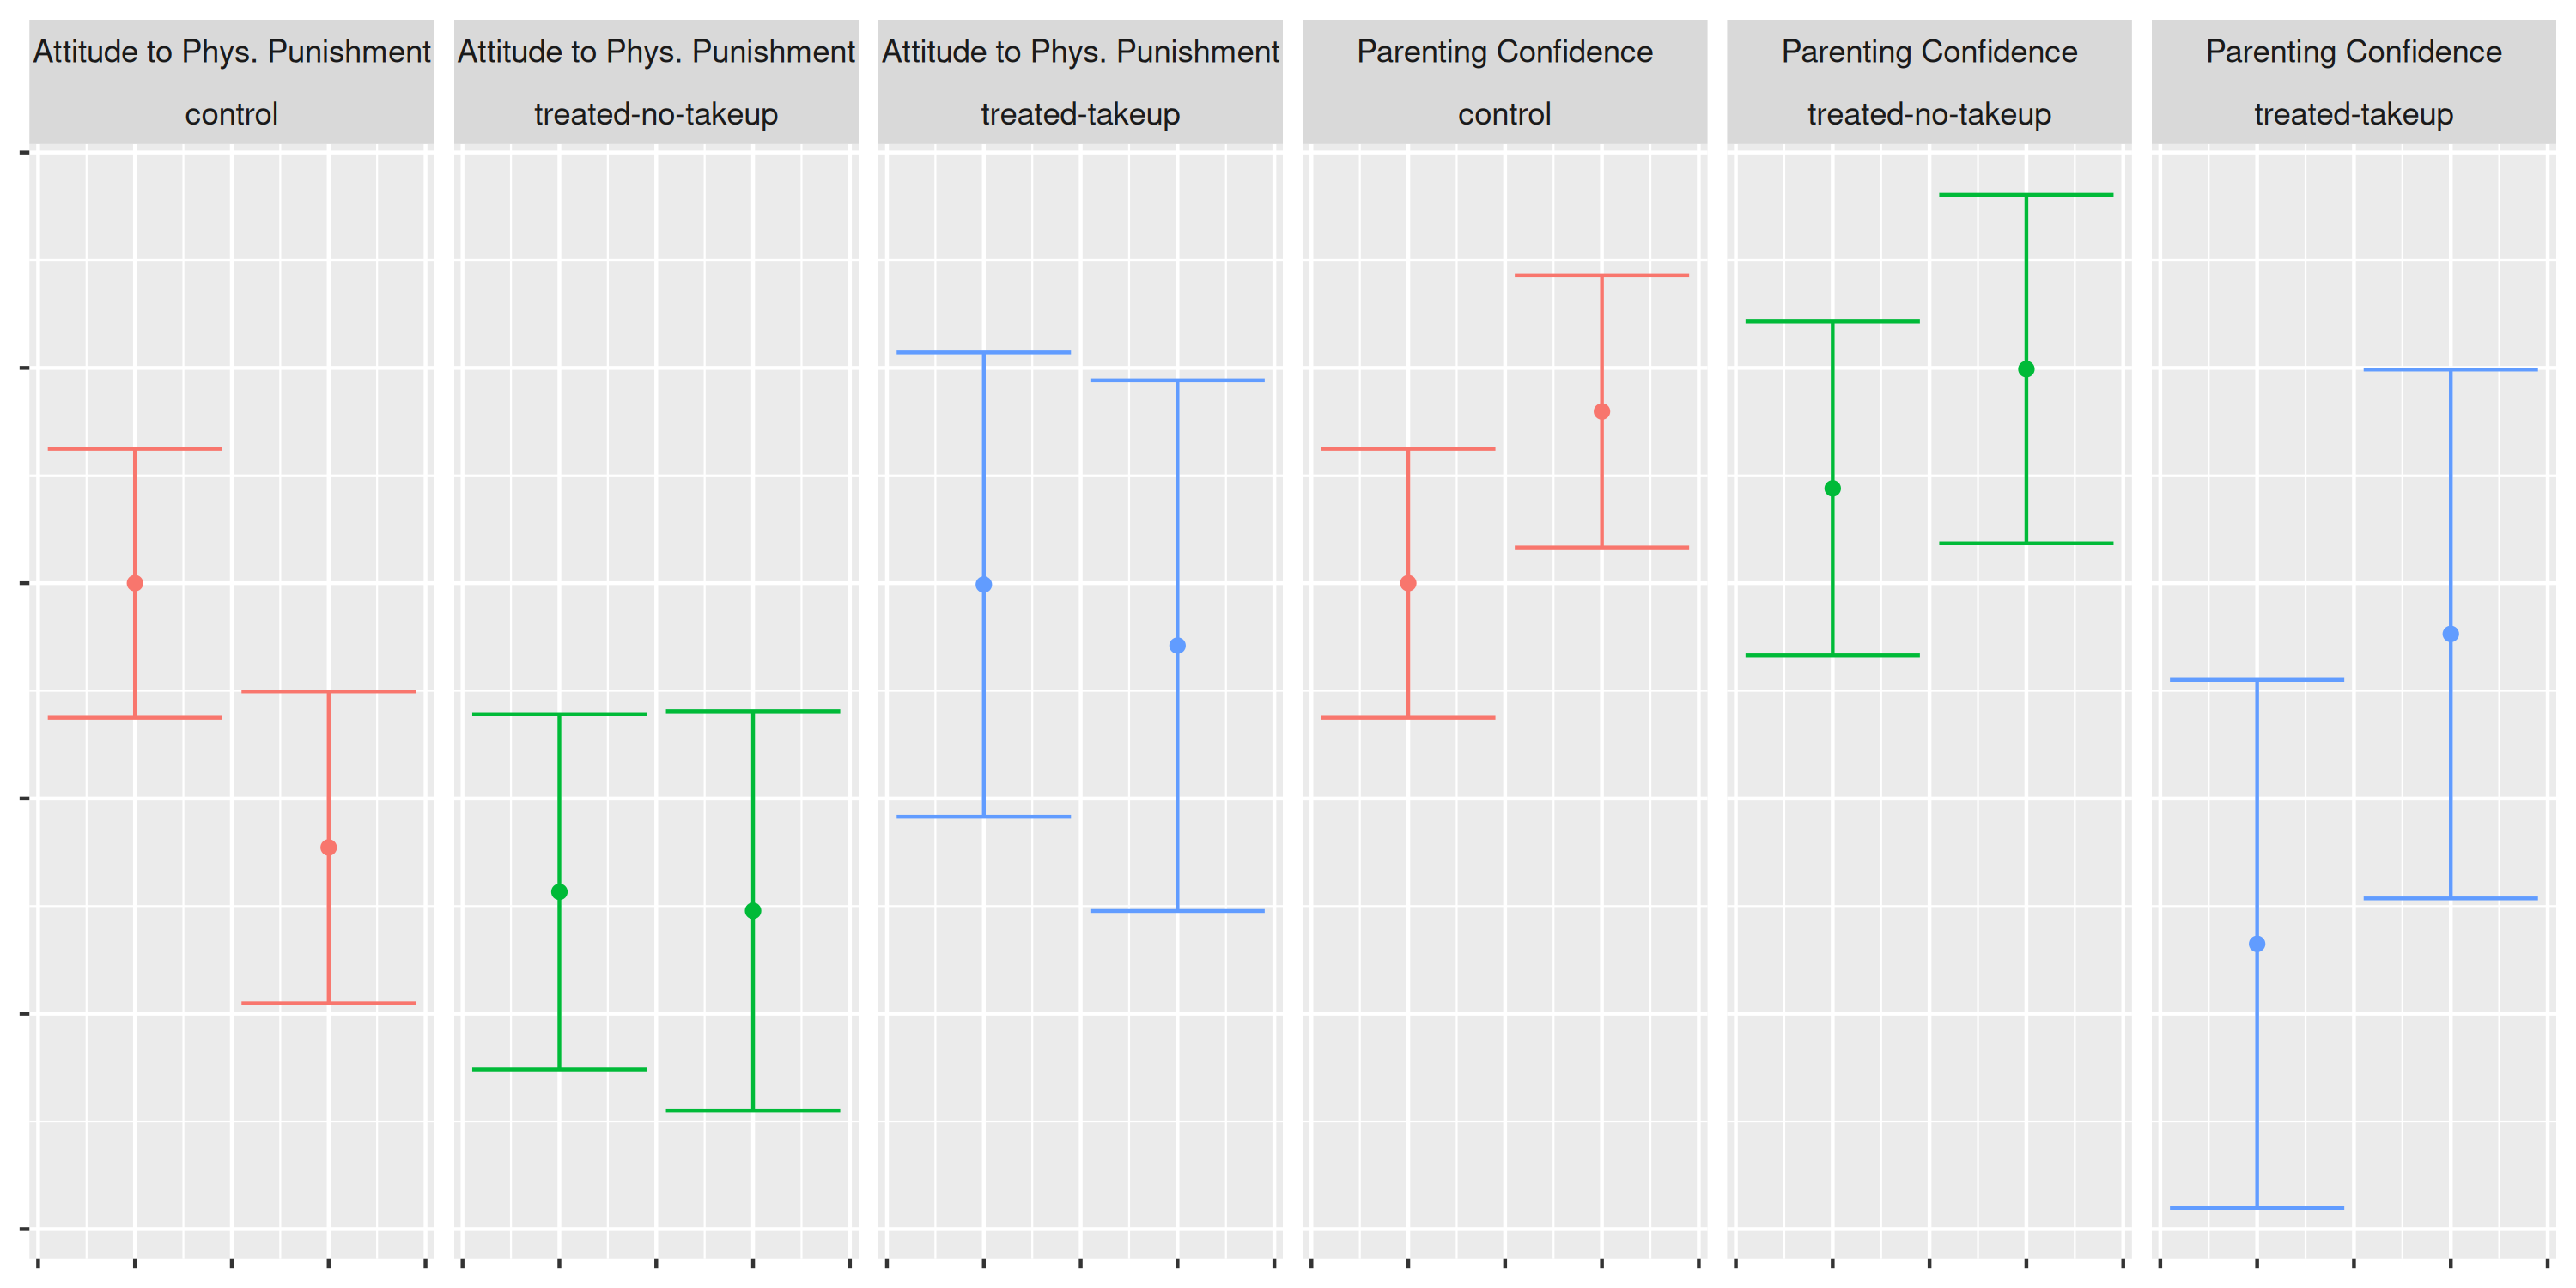 Attitude to Phys. Punishment
control
Attitude to Phys. Punishment
treated-no-takeup
Attitude to Phys. Punishment
treated-takeup
Parenting Confidence
control
Parenting Confidence
treated-no-takeup
Parenting Confidence
treated-takeup